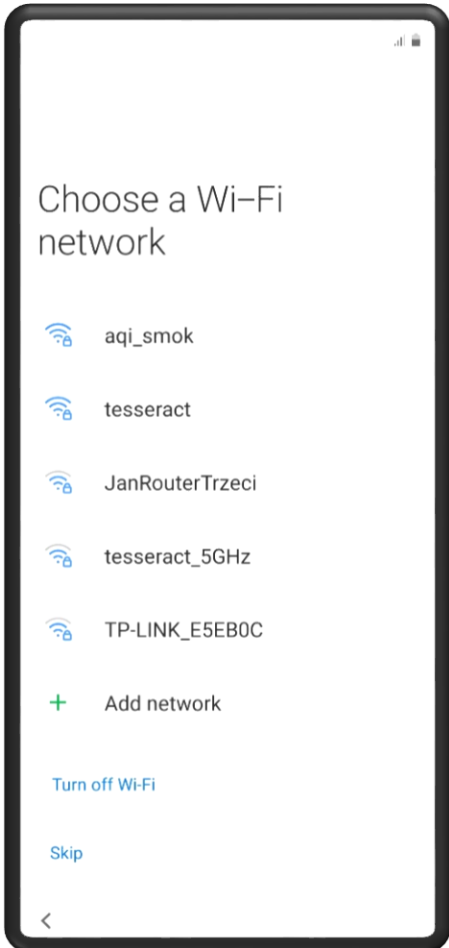 Choose a Wi–Fi
network
aqi_smok
tesseract
JanRouterTrzeci
tesseract_5GHz
TP-LINK_E5EB0C
Add network
Turn off Wi-Fi
Skip